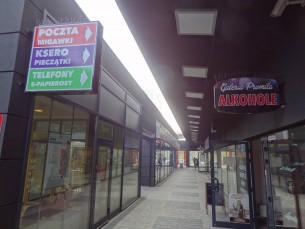 POCZTA
MIGAWKI
KSERO
PIECZĄTKI
TELEFONY
E-PAPIEROSY
Galeria Promila
ALKOHOLE